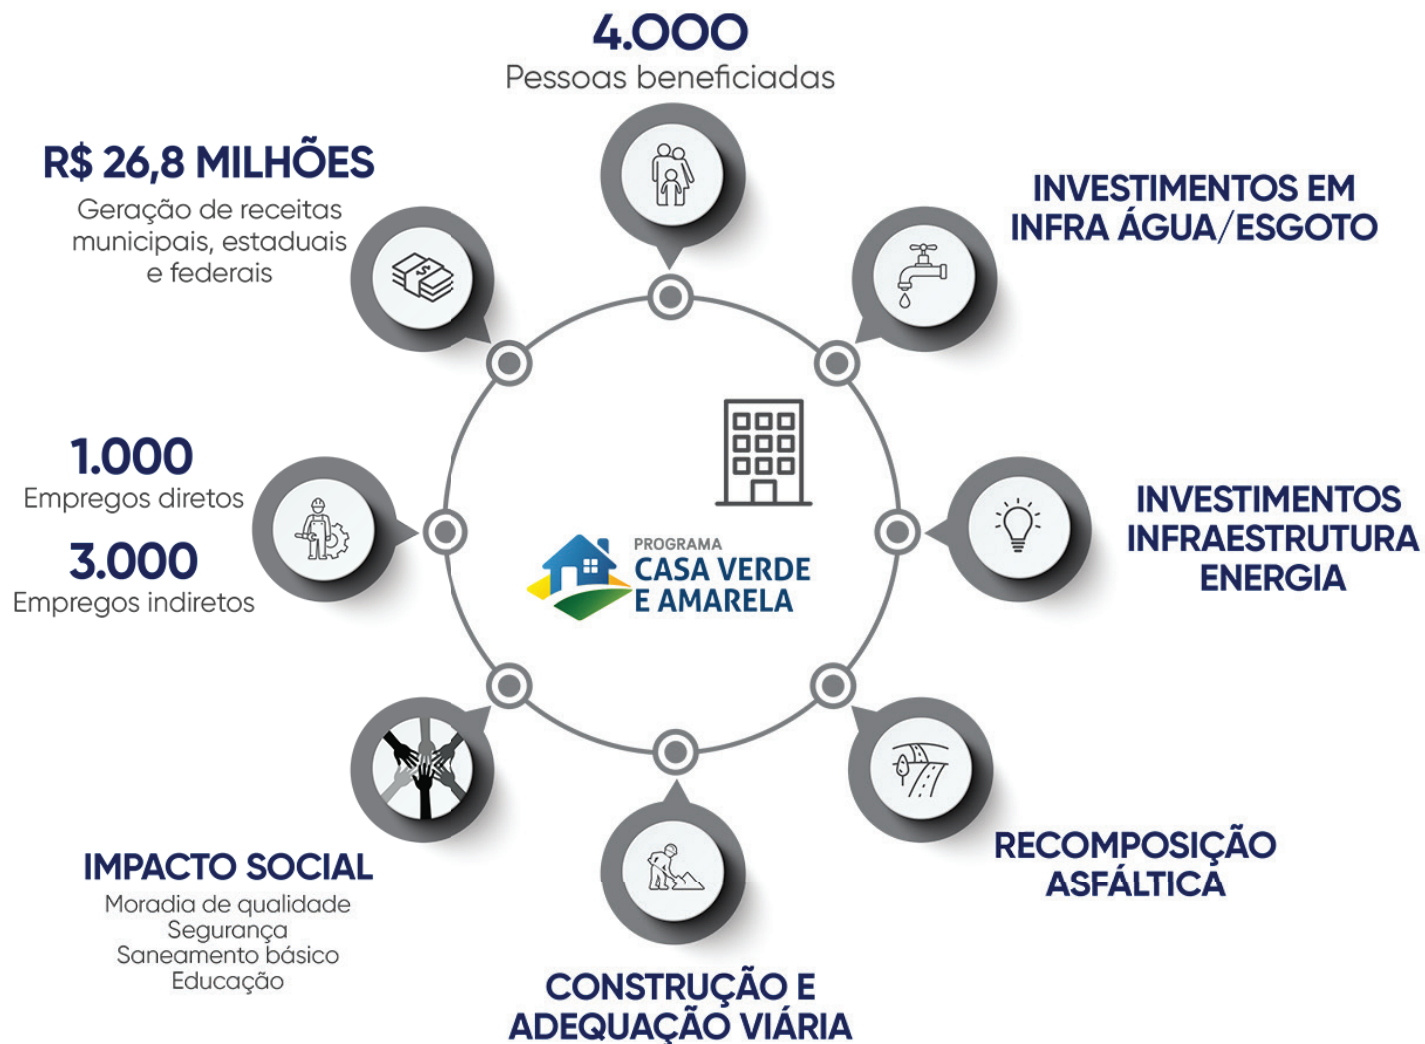 4.000
Pessoas beneficiadas
R$ 26,8 MILHÕES
Geração de receitas
municipais, estaduais
e federais
INVESTIMENTOS EM
INFRA ÁGUA/ESGOTO
1.000
Empregos diretos
3.000
Empregos indiretos
PROGRAMA
CASA VERDE
E AMARELA
INVESTIMENTOS
INFRAESTRUTURA
ENERGIA
IMPACTO SOCIAL
Moradia de qualidade
Segurança
Saneamento básico
Educação
RECOMPOSIÇÃO
ASFÁLTICA
CONSTRUÇÃO E
ADEQUAÇÃO VIÁRIA